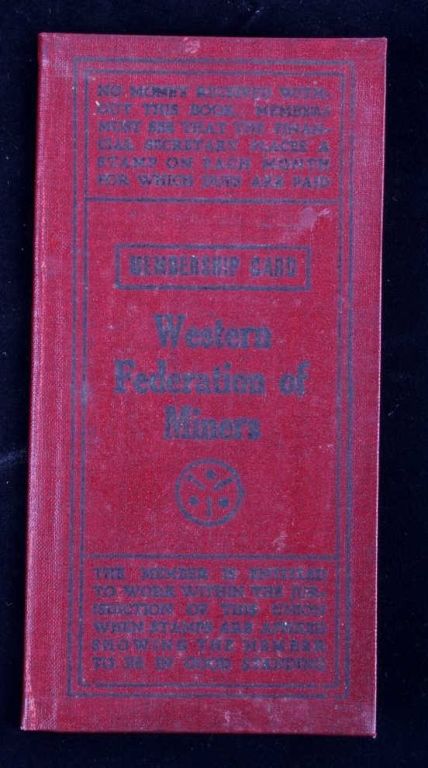 NO MONEY RECEIVED WITH-
OUT THIS BOOK. MEMBERS
MUST SEE THAT THE FINAN-
CIAL SECRETARY PLACES A
STAMP ON EACH MONTH
FOR WHICH DUES ARE PAID
MEMBERSHIP CARD
Western
Federation of
Miners
THE MEMBER IS ENTITLED
TO WORK WITHIN THE JUR-
ISDICTION OF THIS UNION
WHEN STAMPS ARE AFFIXED
SHOWING THE MEMBER
TO BE IN GOOD STANDING